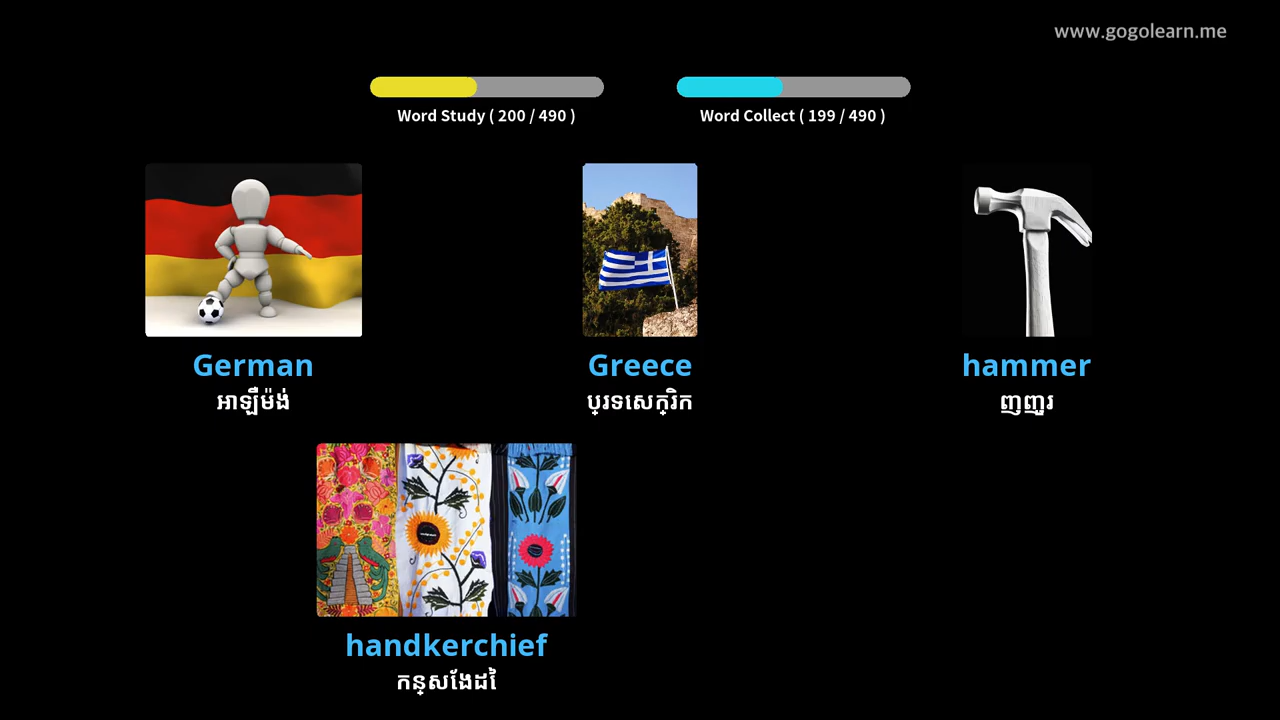 www.gogolearn.me
Word Study ( 200 / 490 )
Word Collect ( 199 / 490 )
German
អាឡឺម៉ង់
Greece
ប្រទេសក្រិក
hammer
ញញួរ
handkerchief
កន្សែងដៃ